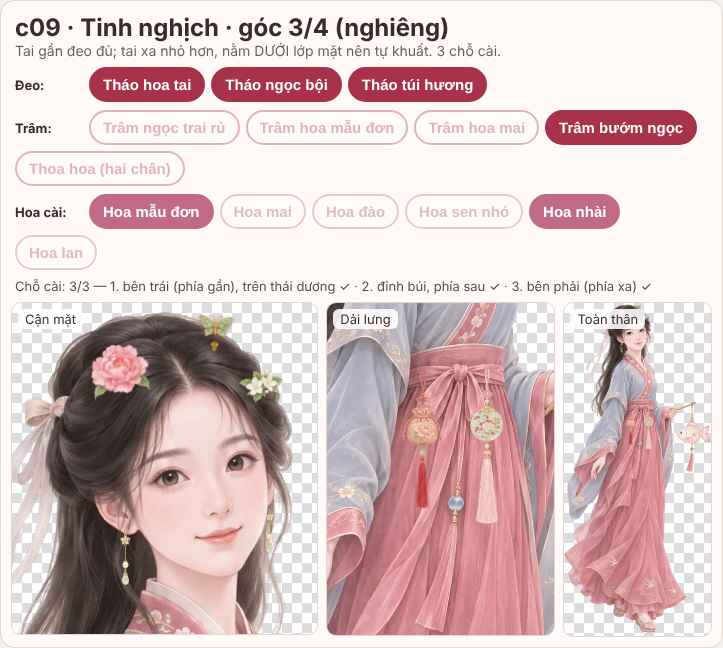 c09 · Tinh nghịch · góc 3/4 (nghiêng)
Tai gần đeo đủ; tai xa nhỏ hơn, nằm DƯỚI lớp mặt nên tự khuất. 3 chỗ cài.
Đeo: Tháo hoa tai Tháo ngọc bội Tháo túi hương
Trâm: Trâm ngọc trai rủ Trâm hoa mẫu đơn Trâm hoa mai Trâm bướm ngọc
Thoa hoa (hai chân)
Hoa cài: Hoa mẫu đơn Hoa mai Hoa đào Hoa sen nhỏ Hoa nhài
Hoa lan
Chỗ cài: 3/3 — 1. bên trái (phía gần), trên thái dương ✓ · 2. đỉnh búi, phía sau ✓ · 3. bên phải (phía xa) ✓
Cận mặt Dải lưng Toàn thân